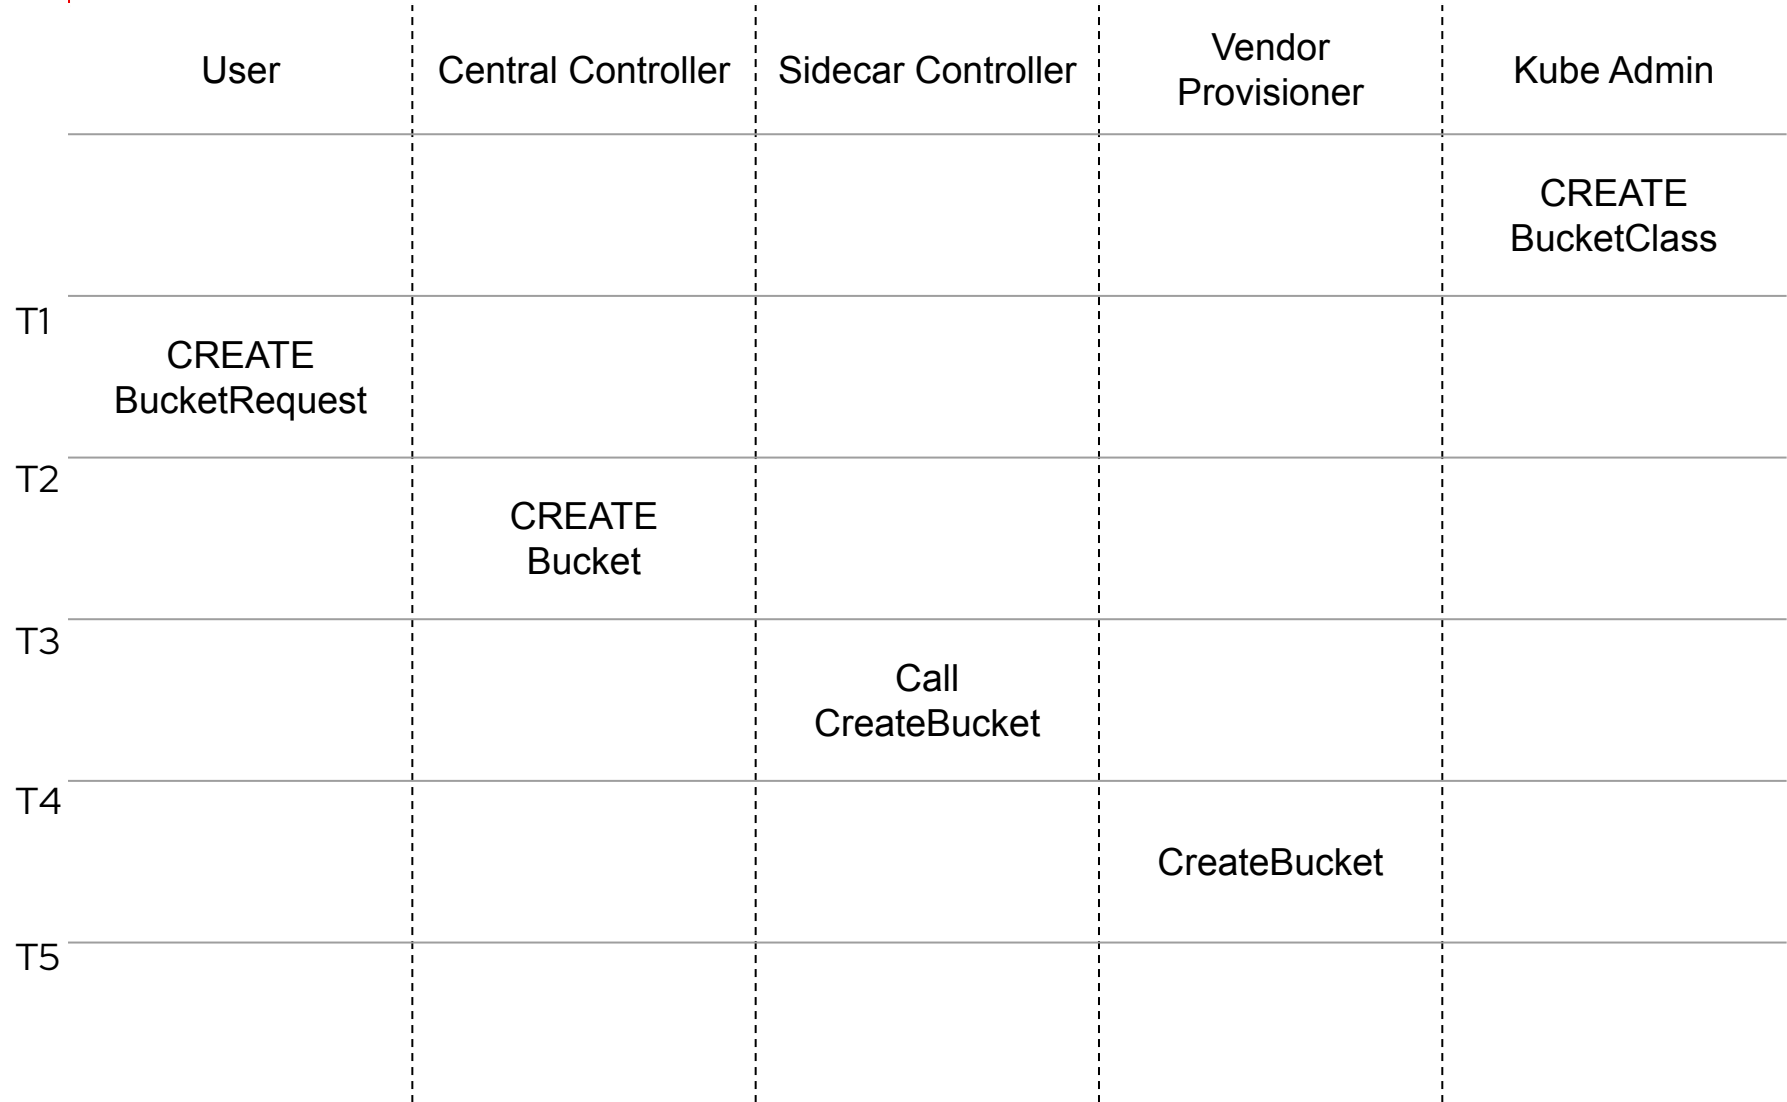 User
Central Controller
Sidecar Controller
Vendor
Provisioner
Kube Admin
CREATE
BucketClass
T1
CREATE
BucketRequest
T2
CREATE
Bucket
T3
Call
CreateBucket
T4
CreateBucket
T5